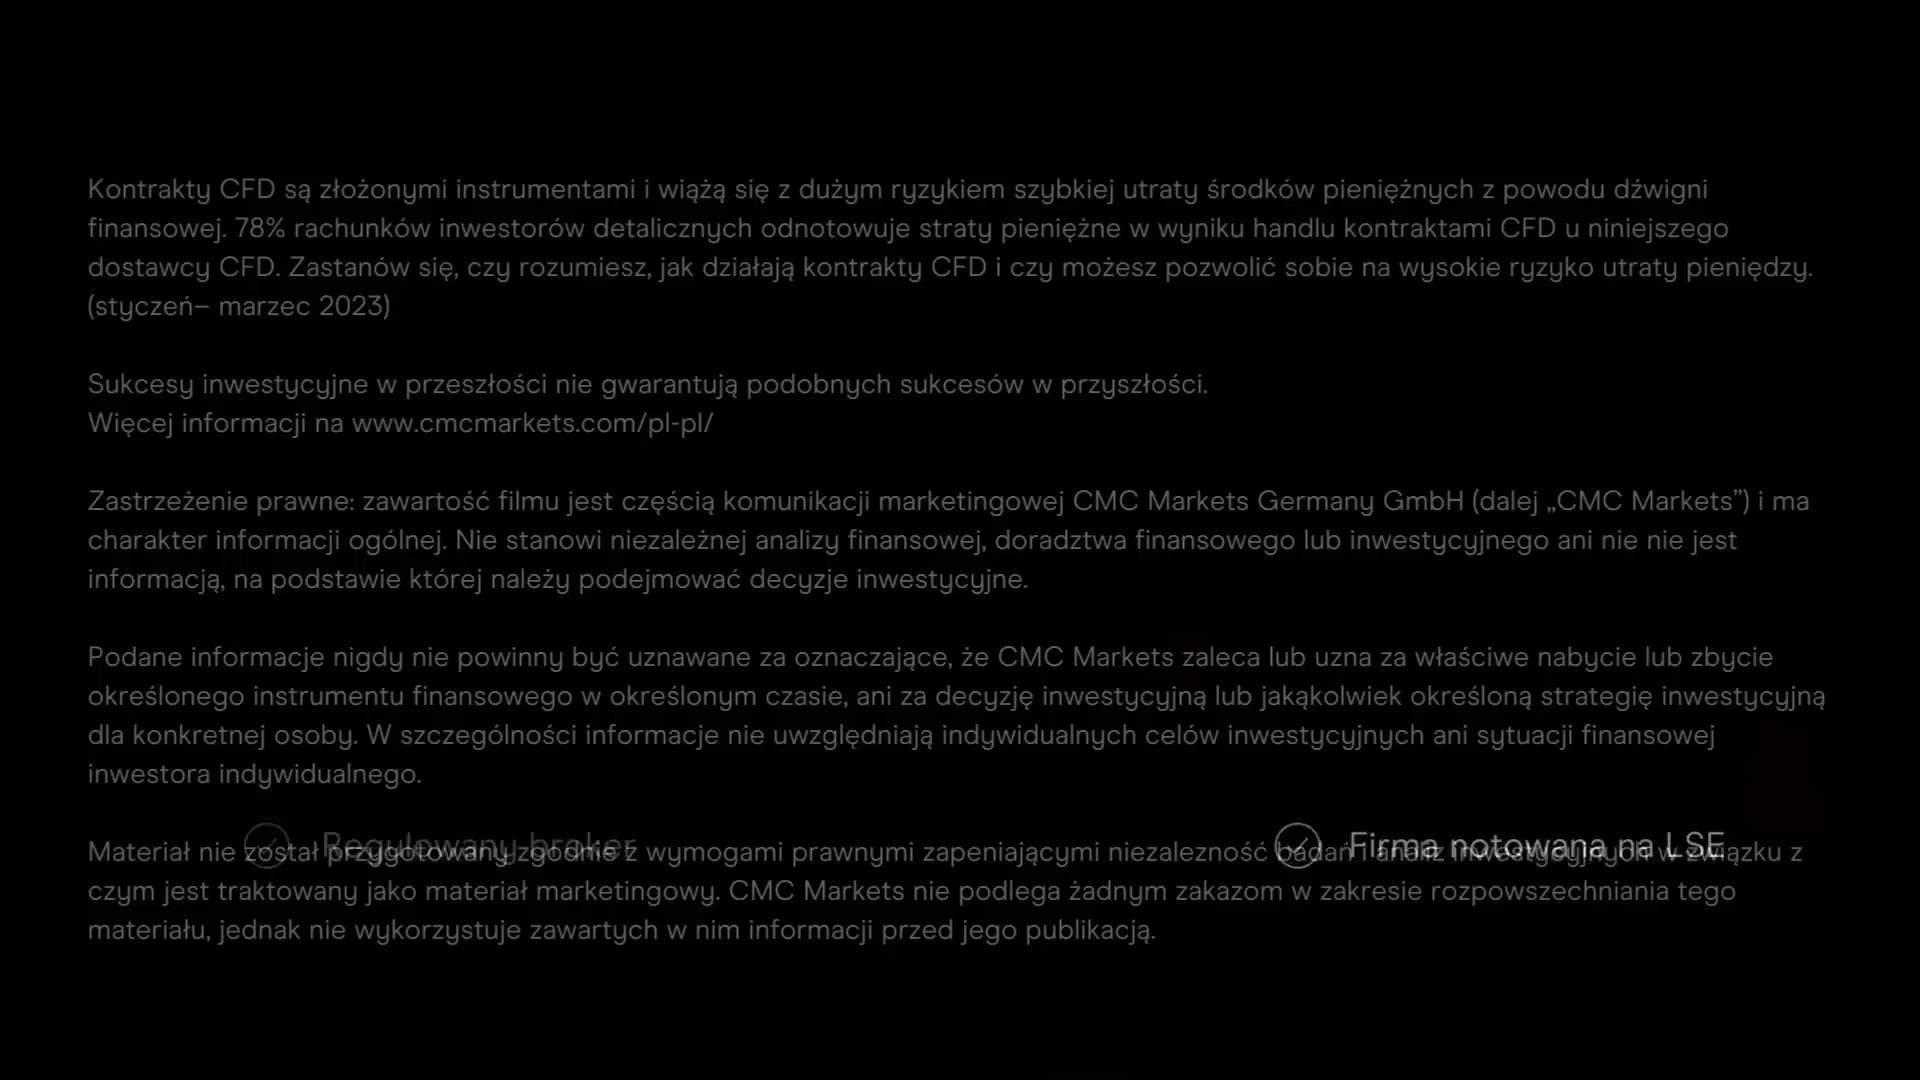 Kontrakty CFD są złożonymi instrumentami i wiążą się z dużym ryzykiem szybkiej utraty środków pieniężnych z powodu dźwigni
finansowej. 78% rachunków inwestorów detalicznych odnotowuje straty pieniężne w wyniku handlu kontraktami CFD u niniejszego
dostawcy CFD. Zastanów się, czy rozumiesz, jak działają kontrakty CFD i czy możesz pozwolić sobie na wysokie ryzyko utraty pieniędzy.
(styczeń– marzec 2023)
Sukcesy inwestycyjne w przeszłości nie gwarantują podobnych sukcesów w przyszłości.
Więcej informacji na www.cmcmarkets.com/pl-pl/
Zastrzeżenie prawne: zawartość filmu jest częścią komunikacji marketingowej CMC Markets Germany GmbH (dalej „CMC Markets”) i ma
charakter informacji ogólnej. Nie stanowi niezależnej analizy finansowej, doradztwa finansowego lub inwestycyjnego ani nie nie jest
informacją, na podstawie której należy podejmować decyzje inwestycyjne.
Podane informacje nigdy nie powinny być uznawane za oznaczające, że CMC Markets zaleca lub uzna za właściwe nabycie lub zbycie
określonego instrumentu finansowego w określonym czasie, ani za decyzję inwestycyjną lub jakąkolwiek określoną strategię inwestycyjną
dla konkretnej osoby. W szczególności informacje nie uwzględniają indywidualnych celów inwestycyjnych ani sytuacji finansowej
inwestora indywidualnego.
Regulowany broker
Firma notowana na LSE
Materiał nie został przygotowany zgodnie z wymogami prawnymi zapeniającymi niezalezność badań i analiz inwestycyjnych w związku z
czym jest traktowany jako materiał marketingowy. CMC Markets nie podlega żadnym zakazom w zakresie rozpowszechniania tego
materiału, jednak nie wykorzystuje zawartych w nim informacji przed jego publikacją.